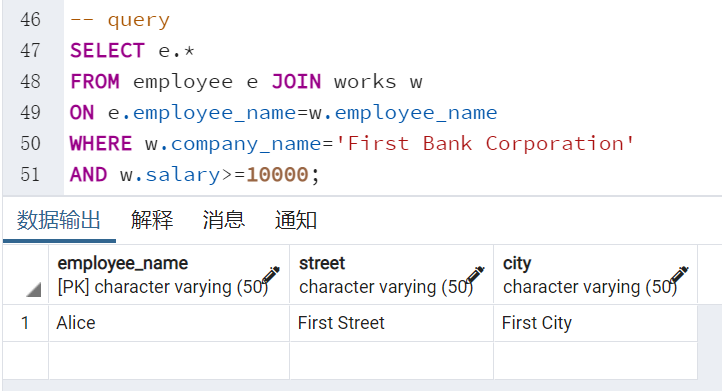 46 -- query
47 SELECT e.*
48 FROM employee e JOIN works w
49 ON e.employee_name=w.employee_name
50 WHERE w.company_name='First Bank Corporation'
51 AND w.salary>=10000;
数据输出 解释 消息 通知
employee_name street city
[PK] character varying (50) character varying (50) character varying (50)
1 Alice First Street First City